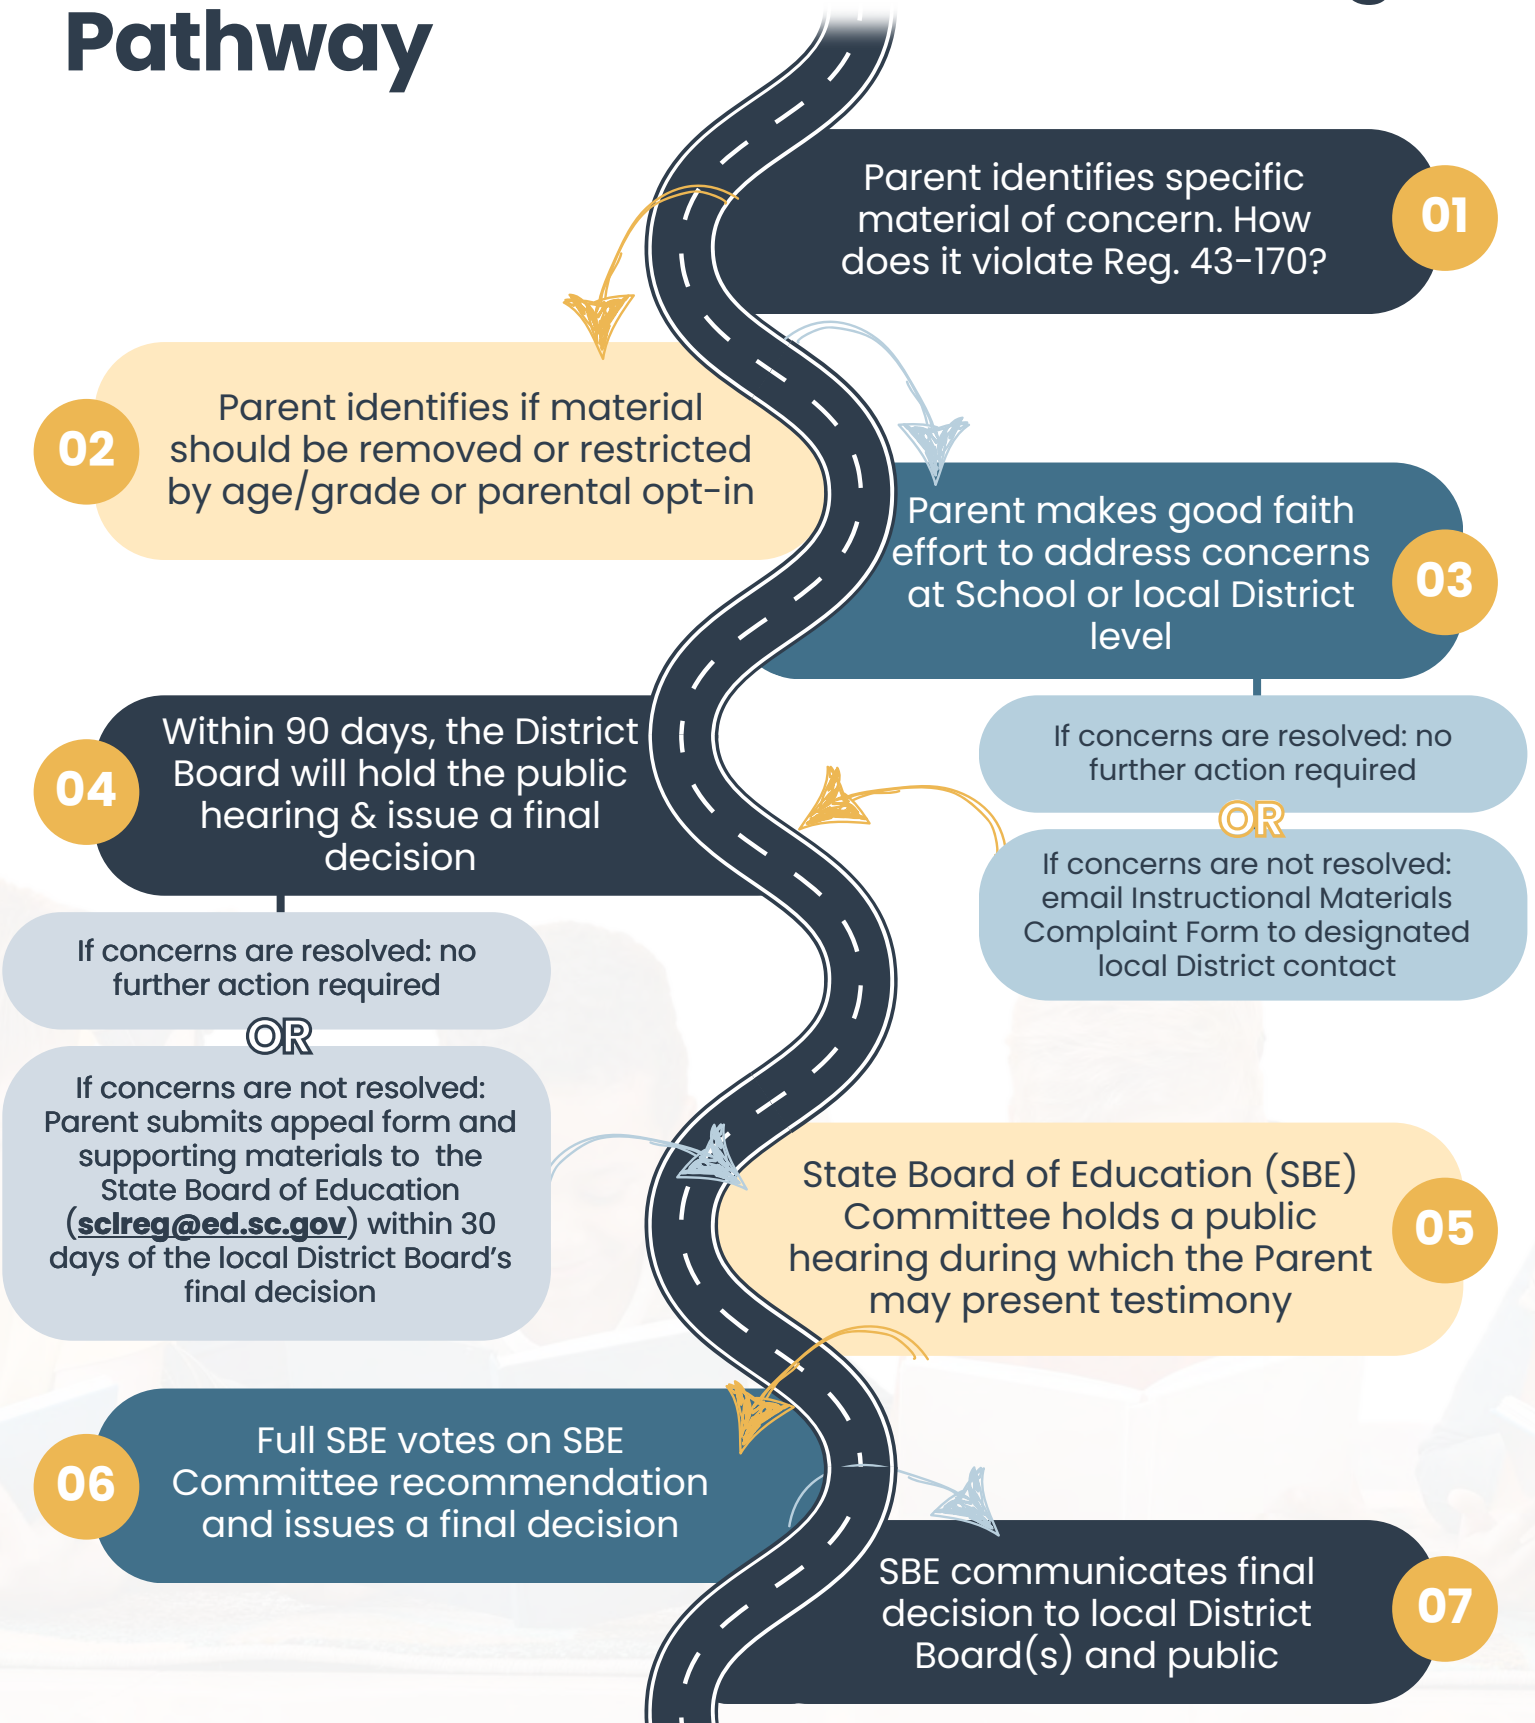 Pathway
Parent identifies specific
material of concern. How
does it violate Reg. 43-170?
01
02
Parent identifies if material
should be removed or restricted
by age/grade or parental opt-in
Parent makes good faith
effort to address concerns
at School or local District
level
03
If concerns are resolved: no
further action required
OR
If concerns are not resolved:
email Instructional Materials
Complaint Form to designated
local District contact
04
Within 90 days, the District
Board will hold the public
hearing & issue a final
decision
If concerns are resolved: no
further action required
OR
If concerns are not resolved:
Parent submits appeal form and
supporting materials to the
State Board of Education
(sclreg@ed.sc.gov) within 30
days of the local District Board's
final decision
State Board of Education (SBE)
Committee holds a public
hearing during which the Parent
may present testimony
05
06
Full SBE votes on SBE
Committee recommendation
and issues a final decision
SBE communicates final
decision to local District
Board(s) and public
07